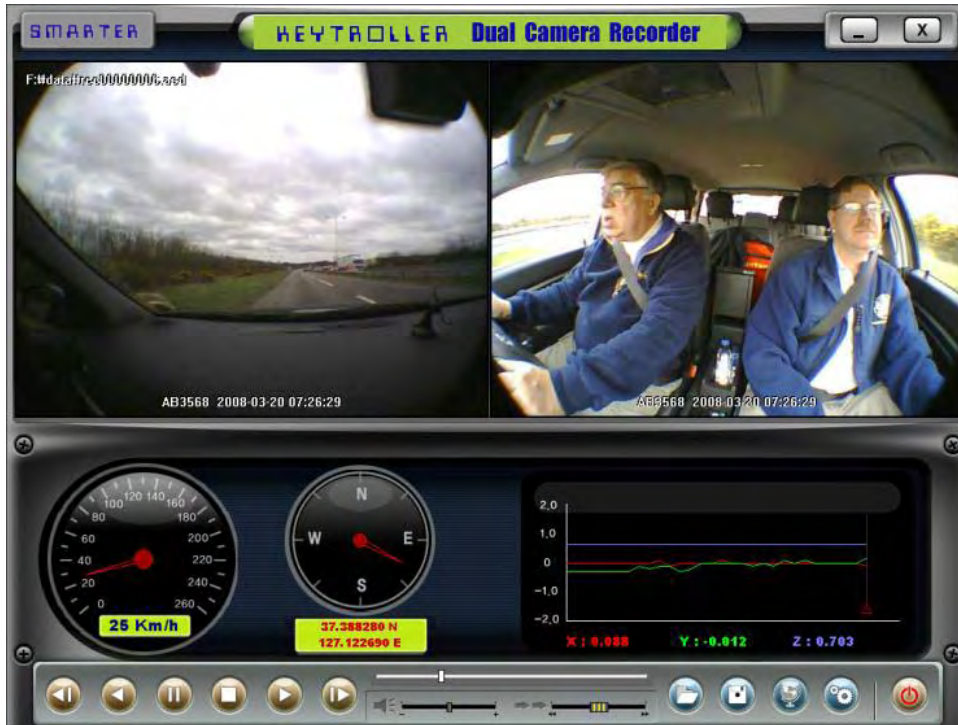 SMARTER
KEYTROLLER Dual Camera Recorder
X
AB3568 2008-03-20 07:26:29
AB3568 2008-03-20 07:26:29
0
20
40
60
80
100
120
140
160
180
200
220
240
260
25 Km/h
N
W
E
S
37.388280 N
127.122690 E
2,0
1,0
0
-1,0
-2,0
X : 0.088
Y : -0.012
Z : 0.703